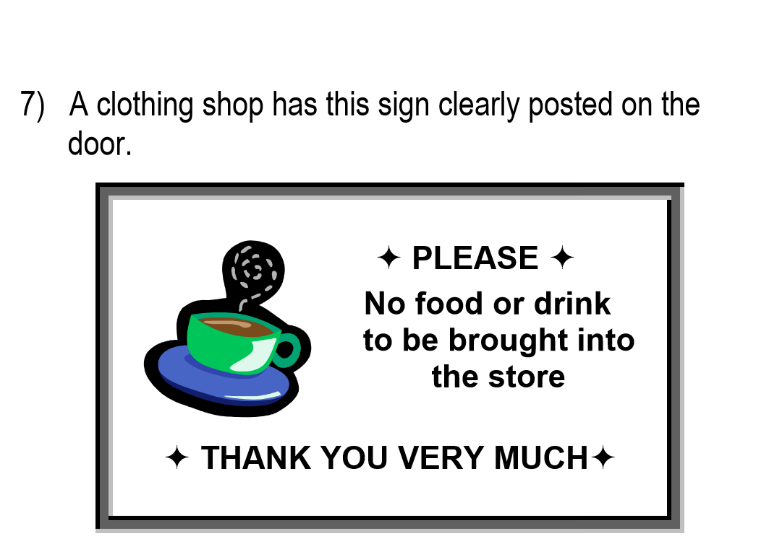 7) A clothing shop has this sign clearly posted on the
door.
✦ PLEASE ✦
No food or drink
to be brought into
the store
✦ THANK YOU VERY MUCH✦